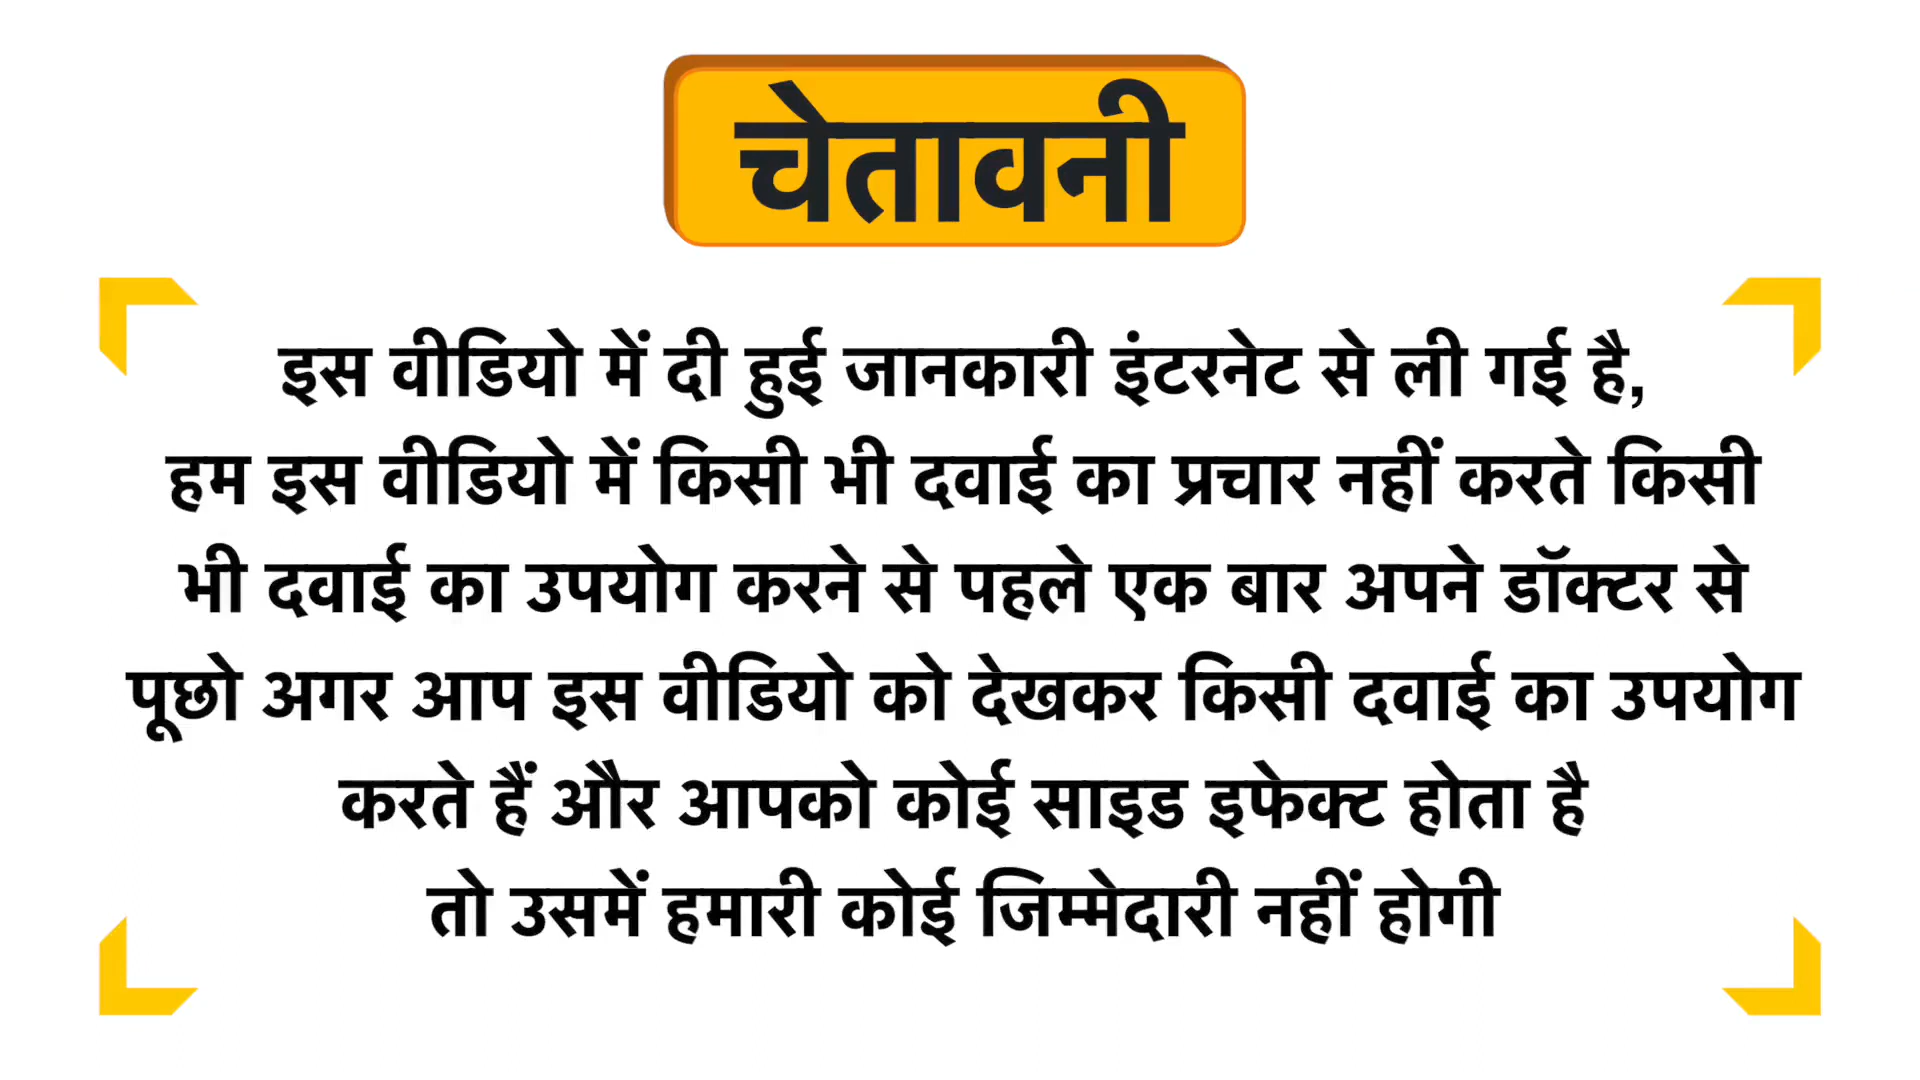 चेतावनी
इस वीडियो में दी हुई जानकारी इंटरनेट से ली गई है,
हम इस वीडियो में किसी भी दवाई का प्रचार नहीं करते किसी
भी दवाई का उपयोग करने से पहले एक बार अपने डॉक्टर से
पूछो अगर आप इस वीडियो को देखकर किसी दवाई का उपयोग
करते हैं और आपको कोई साइड इफेक्ट होता है
तो उसमें हमारी कोई जिम्मेदारी नहीं होगी